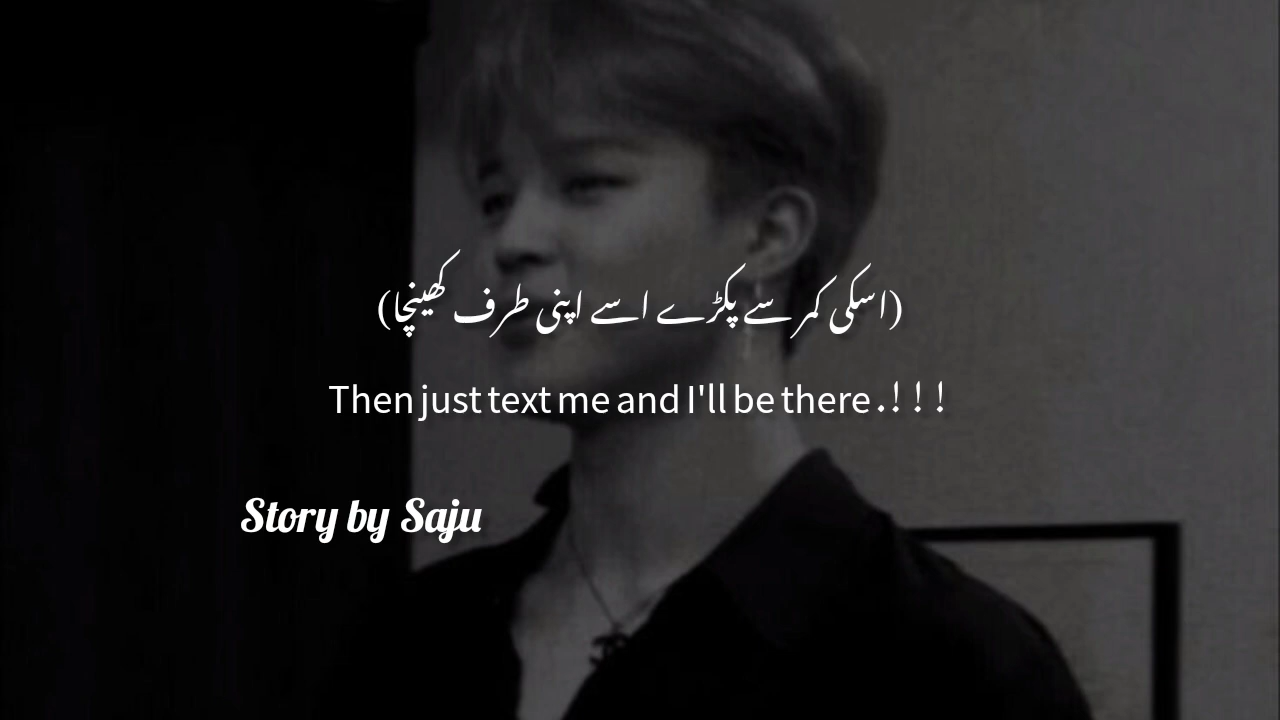 (اسکی کمر سے پکڑے اسے اپنی طرف کھینچا)
Then just text me and I'll be there .! ! !
Story by Saju